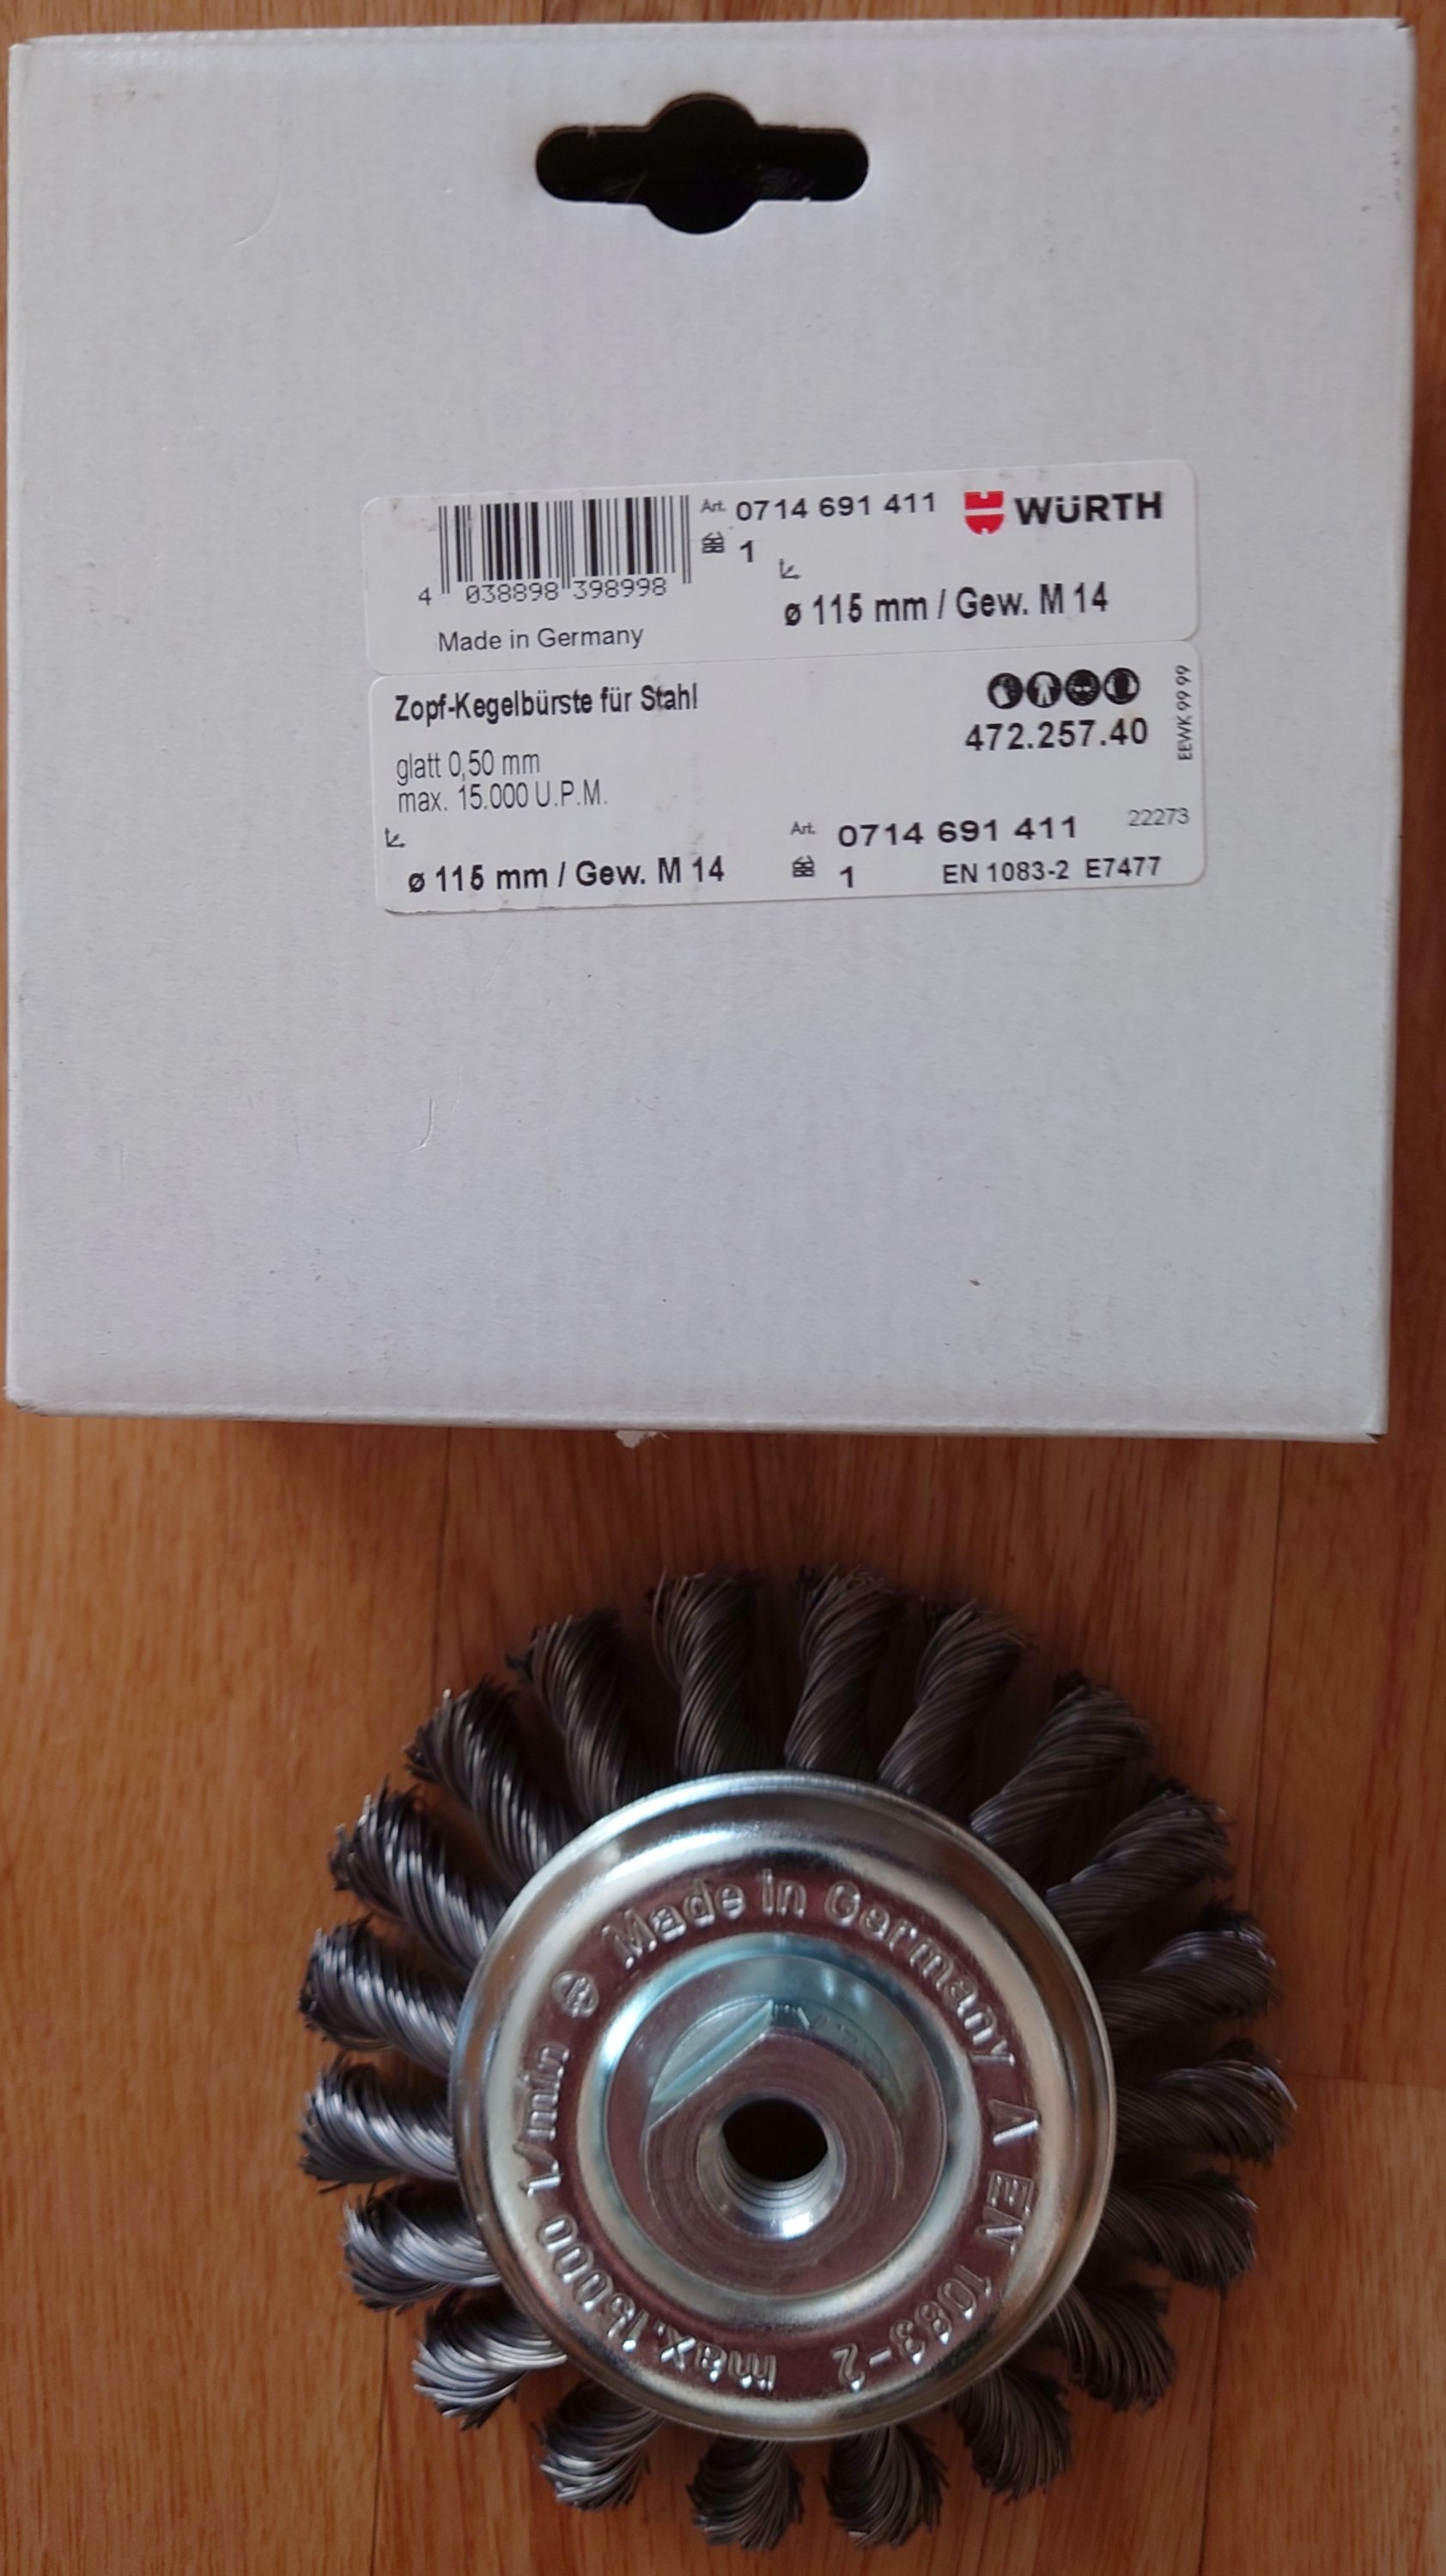 Art. 0714 691 411 WÜRTH
1
4 038898 398998
ø 115 mm / Gew. M 14
Made in Germany
Zopf-Kegelbürste für Stahl
472.257.40
EEWK 99 99
glatt 0,50 mm
max. 15.000 U.P.M.
Art. 0714 691 411 22273
ø 115 mm / Gew. M 14 1 EN 1083-2 E7477
Made in Germany Λ EN 1083-2 max.15000 1/min